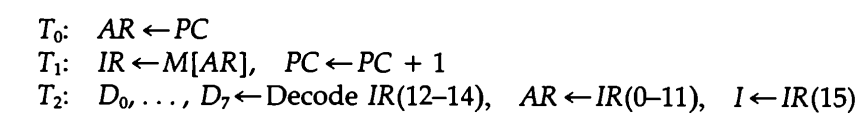 T₀: AR ← PC
T₁: IR ← M[AR], PC ← PC + 1
T₂: D₀, . . . , D₇ ← Decode IR(12–14), AR ← IR(0–11), I ← IR(15)